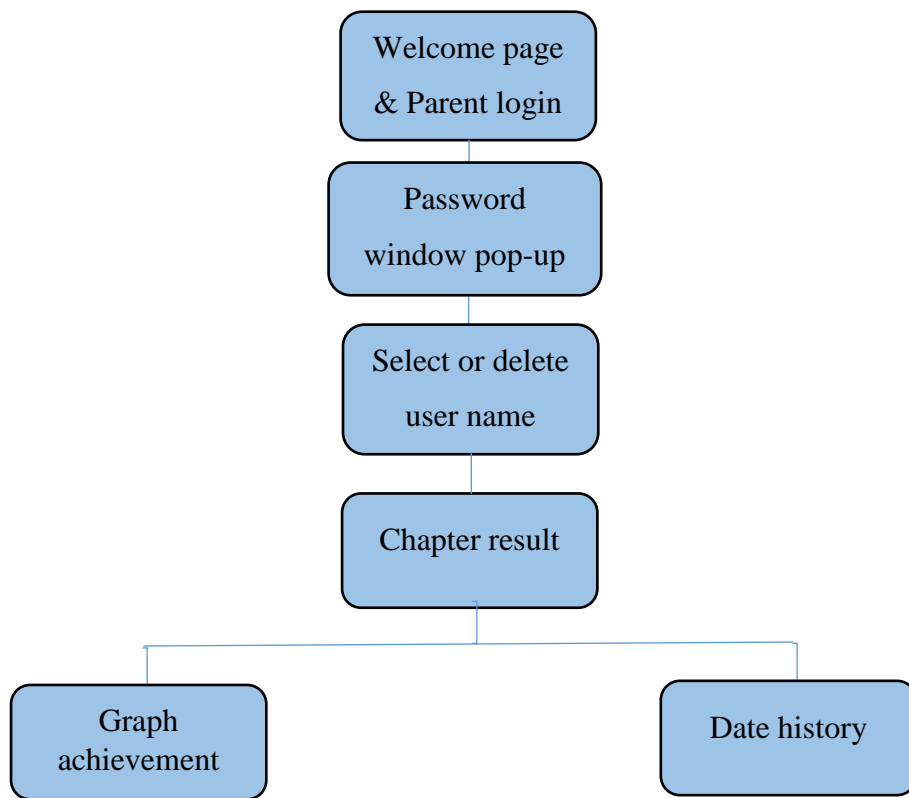 Welcome page
& Parent login
Password
window pop-up
Select or delete
user name
Chapter result
Graph
achievement
Date history